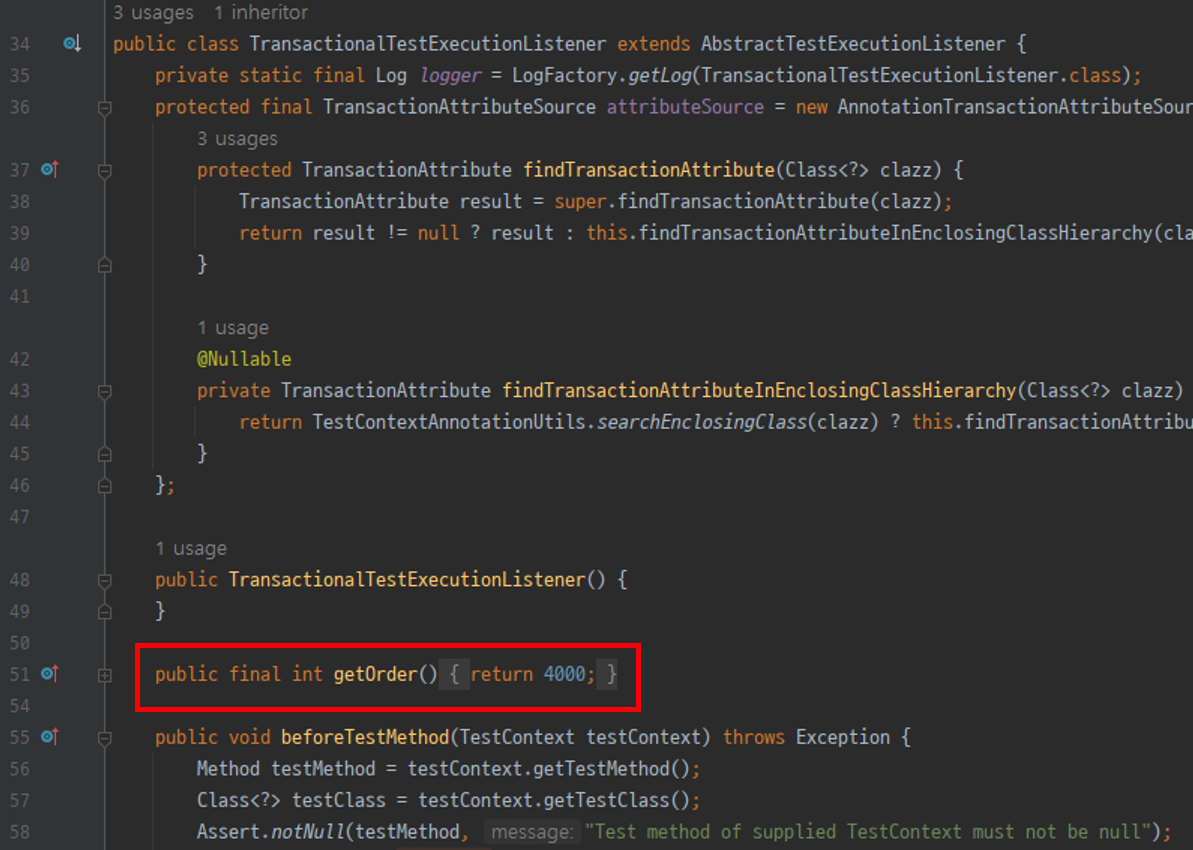 3 usages 1 inheritor
34 public class TransactionalTestExecutionListener extends AbstractTestExecutionListener {
35 private static final Log logger = LogFactory.getLog(TransactionalTestExecutionListener.class);
36 protected final TransactionAttributeSource attributeSource = new AnnotationTransactionAttributeSour
3 usages
37 protected TransactionAttribute findTransactionAttribute(Class<?> clazz) {
38 TransactionAttribute result = super.findTransactionAttribute(clazz);
39 return result != null ? result : this.findTransactionAttributeInEnclosingClassHierarchy(cla
40 }
41
1 usage
42 @Nullable
43 private TransactionAttribute findTransactionAttributeInEnclosingClassHierarchy(Class<?> clazz)
44 return TestContextAnnotationUtils.searchEnclosingClass(clazz) ? this.findTransactionAttribu
45 }
46 };
47
1 usage
48 public TransactionalTestExecutionListener() {
49 }
50
51 public final int getOrder() { return 4000; }
54
55 public void beforeTestMethod(TestContext testContext) throws Exception {
56 Method testMethod = testContext.getTestMethod();
57 Class<?> testClass = testContext.getTestClass();
58 Assert.notNull(testMethod, message: "Test method of supplied TestContext must not be null");